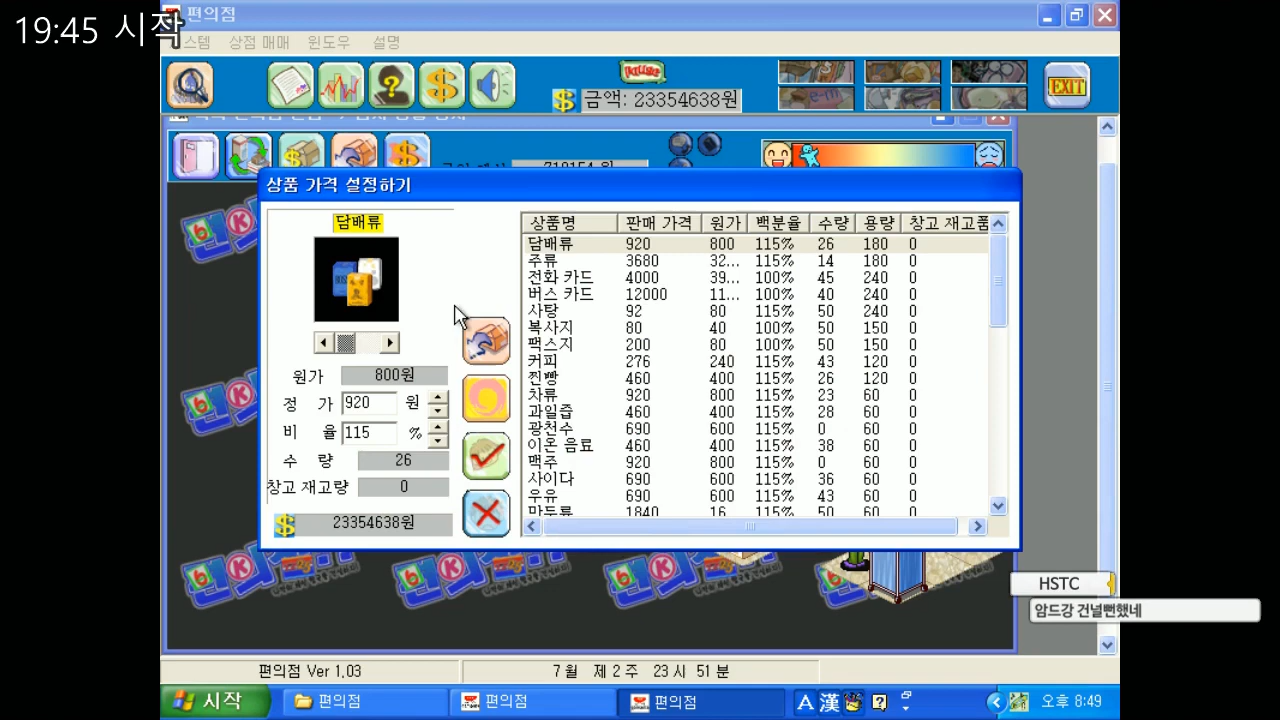 19:45 시작
편의점
스템 상점 매매 윈도우 설명
Pause
금액: 23354638원
EXIT
상품 가격 설정하기
담배류
원가 800원
정 가 920 원
비 율 115 %
수 량 26
창고 재고량 0
23354638원
상품명 판매 가격 원가 백분율 수량 용량 창고 재고품
담배류 920 800 115% 26 180 0
주류 3680 32... 115% 14 180 0
전화 카드 4000 39... 100% 45 240 0
버스 카드 12000 11... 100% 40 240 0
사탕 92 80 115% 50 240 0
복사지 80 40 100% 50 150 0
팩스지 200 80 100% 50 150 0
커피 276 240 115% 43 120 0
찐빵 460 400 115% 26 120 0
차류 920 800 115% 23 60 0
과일즙 460 400 115% 28 60 0
광천수 690 600 115% 0 60 0
이온 음료 460 400 115% 38 60 0
맥주 920 800 115% 0 60 0
사이다 690 600 115% 36 60 0
우유 690 600 115% 43 60 0
만두류 1840 16... 115% 50 60 0
HSTC
암드강 건널뻔했네
편의점 Ver 1.03
7 월 제 2 주 23 시 51 분
시작 편의점 편의점 편의점 A 漢 ? 오후 8:49